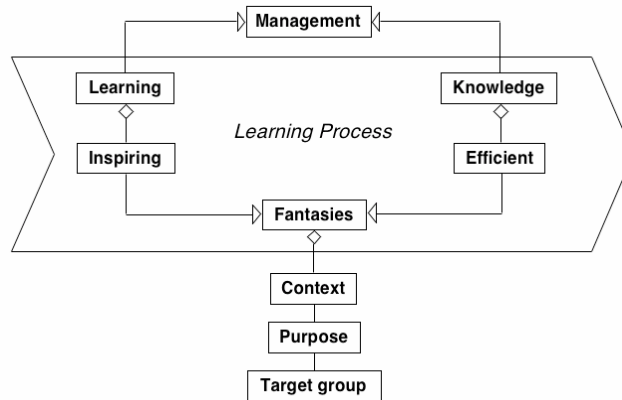 Management
Learning
Knowledge
Learning Process
Inspiring
Efficient
Fantasies
Context
Purpose
Target group